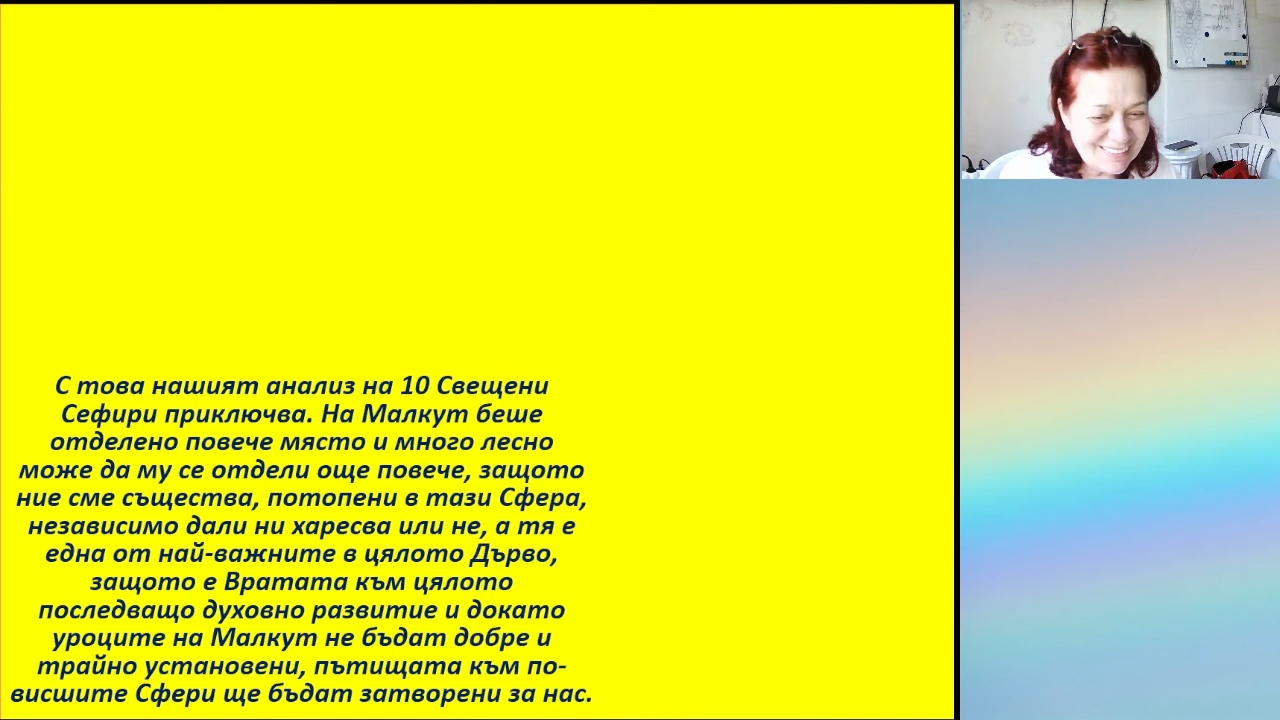 С това нашият анализ на 10 Свещени
Сефири приключва. На Малкут беше
отделено повече място и много лесно
може да му се отдели още повече, защото
ние сме същества, потопени в тази Сфера,
независимо дали ни харесва или не, а тя е
една от най-важните в цялото Дърво,
защото е Вратата към цялото
последващо духовно развитие и докато
уроците на Малкут не бъдат добре и
трайно установени, пътищата към по-
висшите Сфери ще бъдат затворени за нас.